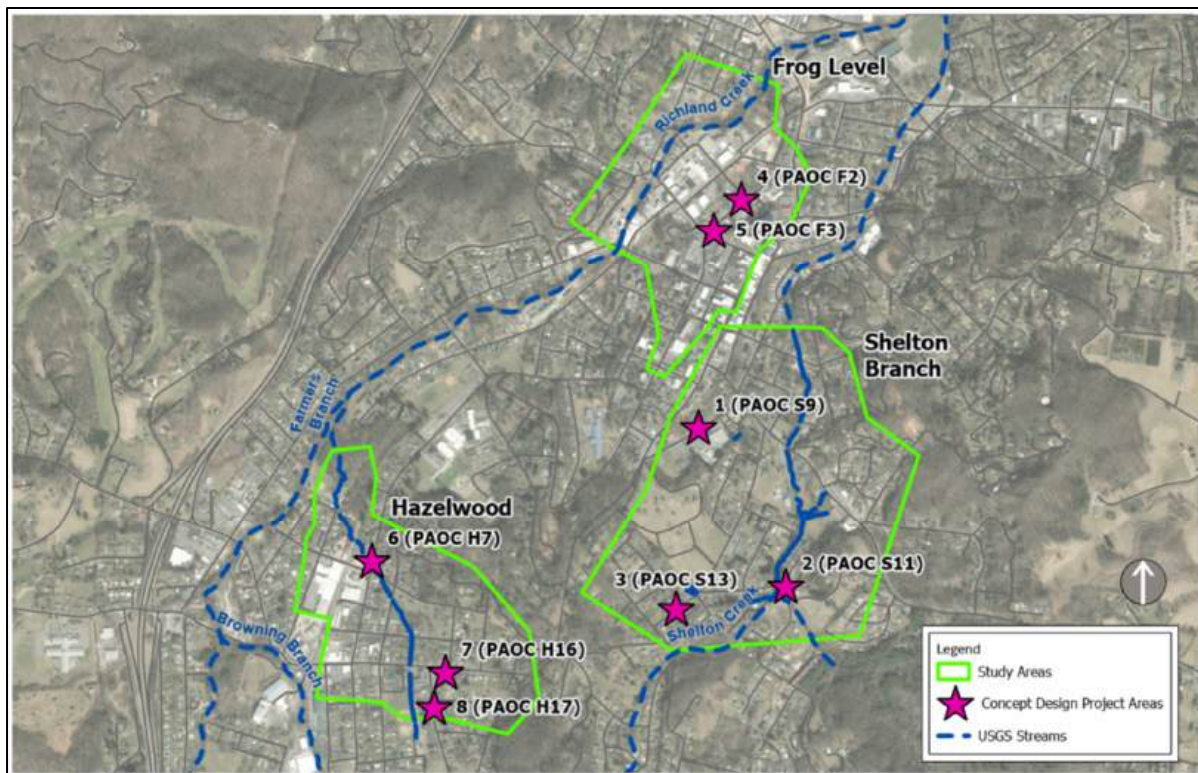 Frog Level
Richland Creek
4 (PAOC F2)
5 (PAOC F3)
Shelton
Branch
Farmers
Branch
1 (PAOC S9)
Hazelwood
6 (PAOC H7)
2 (PAOC S11)
3 (PAOC S13)
Shelton Creek
Browning Branch
7 (PAOC H16)
8 (PAOC H17)
Legend
Study Areas
Concept Design Project Areas
USGS Streams